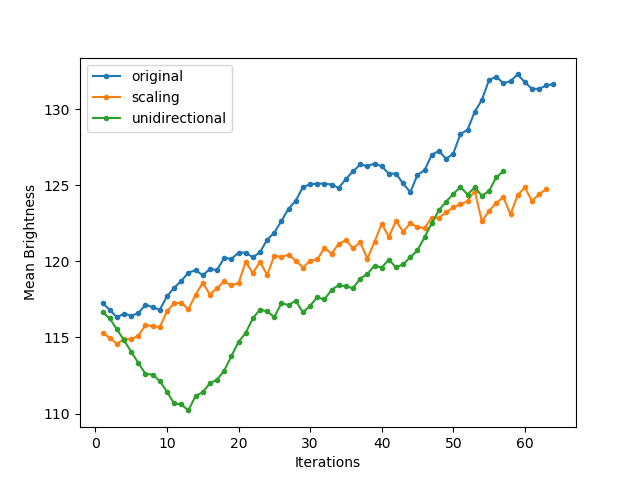 original
scaling
unidirectional
130
125
120
115
110
Mean Brightness
0 10 20 30 40 50 60
Iterations